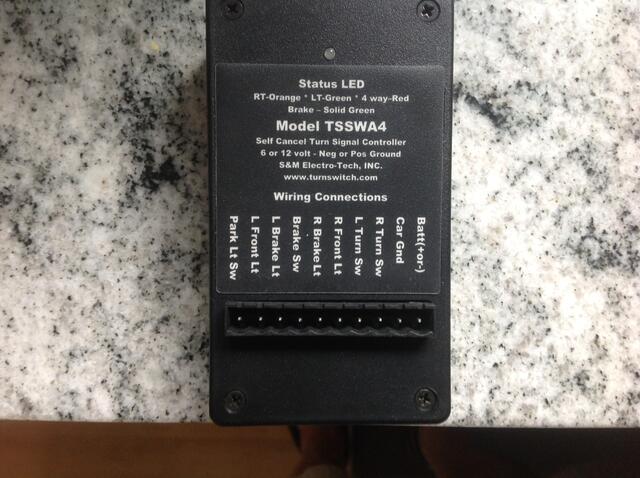 Status LED
RT-Orange * LT-Green * 4 way-Red
Brake – Solid Green
Model TSSWA4
Self Cancel Turn Signal Controller
6 or 12 volt - Neg or Pos Ground
S&M Electro-Tech, INC.
www.turnswitch.com
Wiring Connections
Park Lt Sw
L Front Lt
L Brake Lt
Brake Sw
R Brake Lt
R Front Lt
L Turn Sw
R Turn Sw
Car Gnd
Batt(+or-)